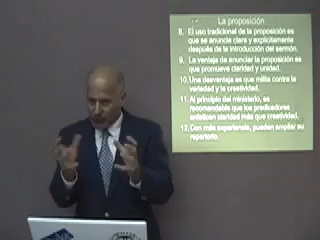 La proposición
8. El uso tradicional de la proposición es
que se anuncie clara y explícitamente
después de la introducción del sermón.
9. La ventaja de anunciar la proposición es
que promueve claridad y unidad.
10. Una desventaja es que milita contra la
variedad y la creatividad.
11. Al principio del ministerio, es
recomendable que los predicadores
enfaticen claridad más que creatividad.
12. Con más experiencia, pueden ampliar su
repertorio.